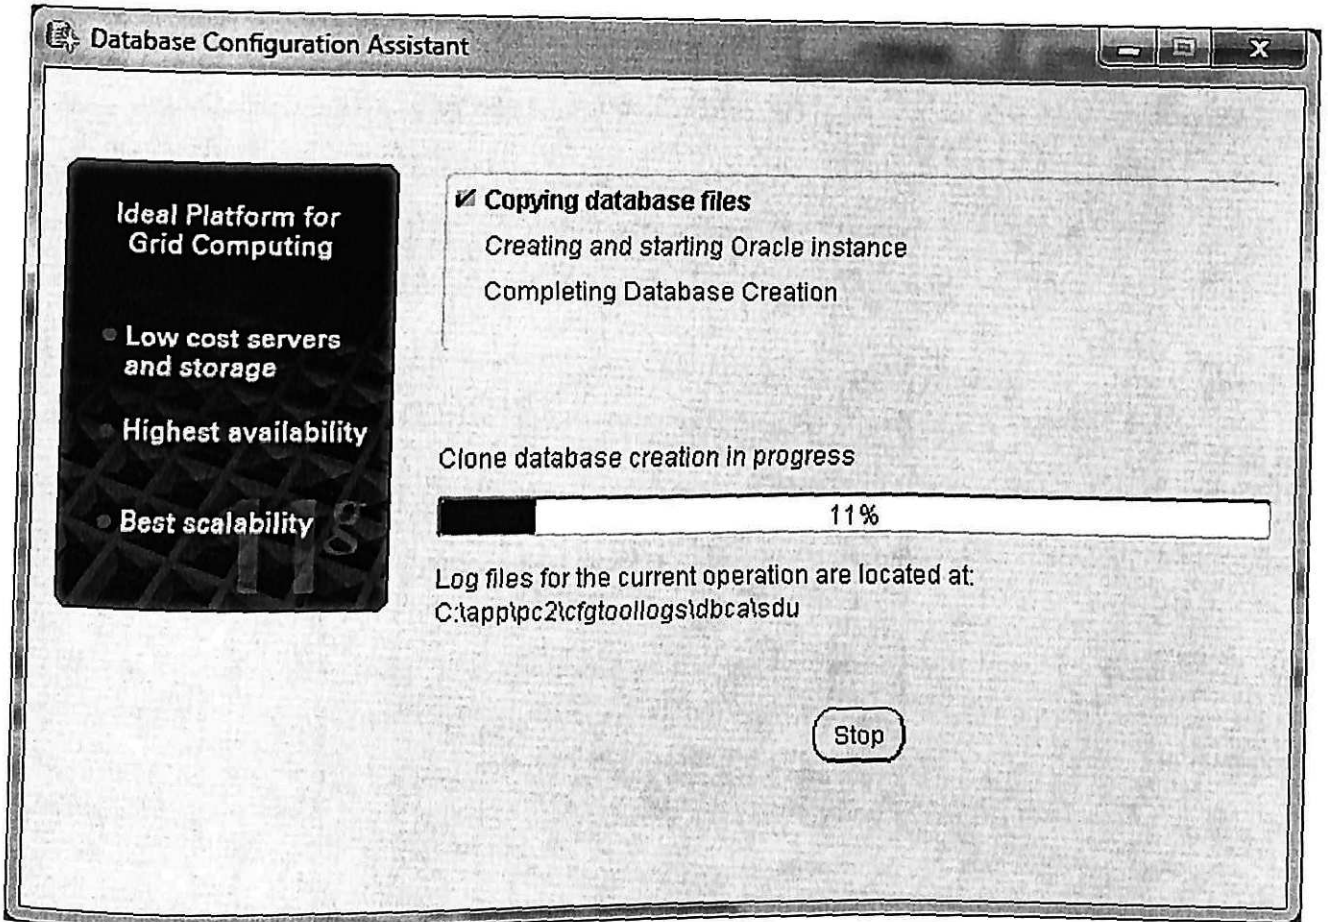 Database Configuration Assistant
Ideal Platform for
Grid Computing
Low cost servers
and storage
Highest availability
Best scalability
11g
Copying database files
Creating and starting Oracle instance
Completing Database Creation
Clone database creation in progress
11%
Log files for the current operation are located at:
C:\app\pc2\cfgtoollogs\dbca\sdu
Stop